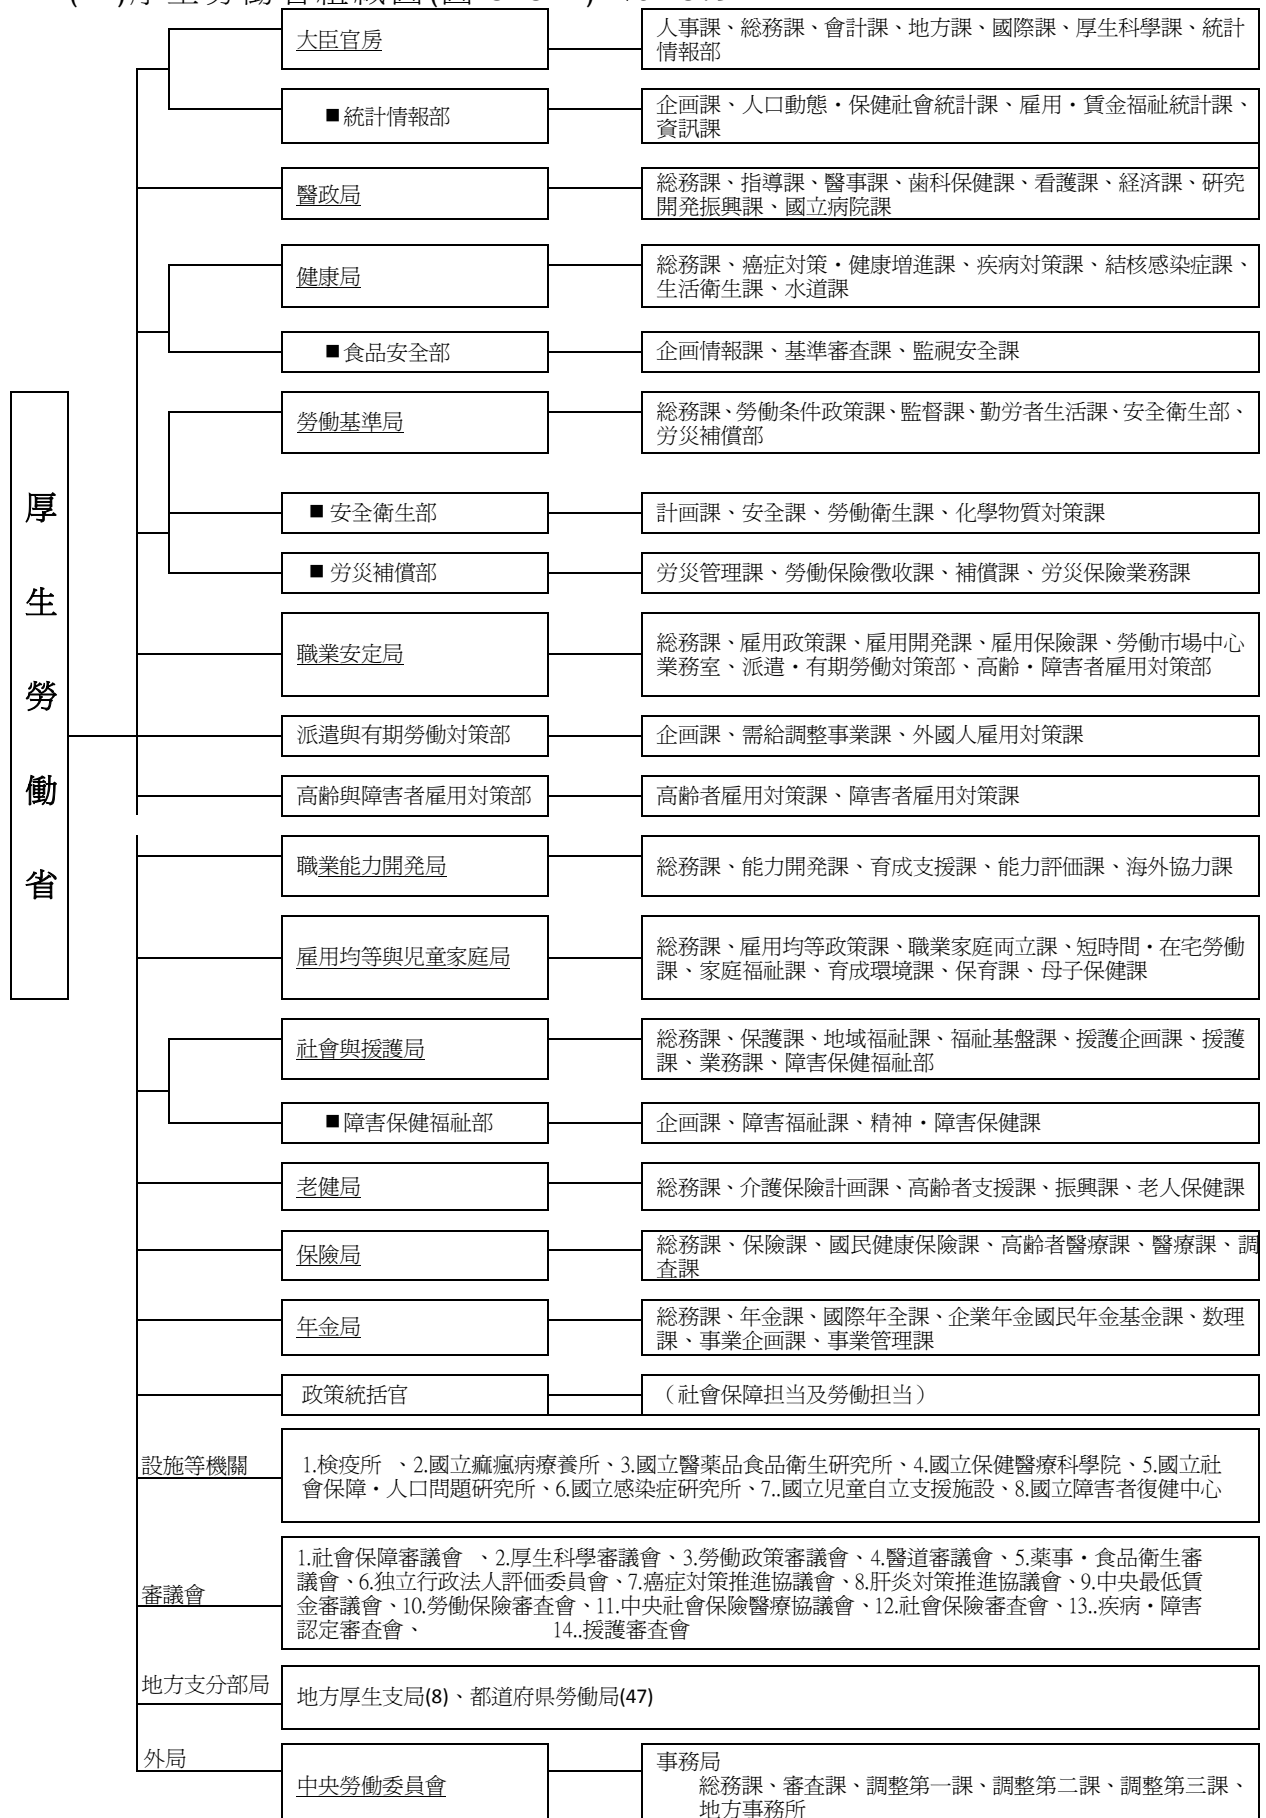 厚生勞働省
大臣官房
人事課、総務課、會計課、地方課、國際課、厚生科學課、統計
情報部
■統計情報部
企画課、人口動態・保健社會統計課、雇用・賃金福祉統計課、
資訊課
醫政局
総務課、指導課、醫事課、歯科保健課、看護課、経済課、研究
開発振興課、國立病院課
健康局
総務課、癌症対策・健康増進課、疾病対策課、結核感染症課、
生活衛生課、水道課
■食品安全部
企画情報課、基準審査課、監視安全課
勞働基準局
総務課、勞働条件政策課、監督課、勤労者生活課、安全衛生部、
労災補償部
■安全衛生部
計画課、安全課、勞働衛生課、化學物質対策課
■労災補償部
労災管理課、勞働保険徴收課、補償課、労災保險業務課
職業安定局
総務課、雇用政策課、雇用開発課、雇用保險課、勞働市場中心
業務室、派遣・有期勞働対策部、高齢・障害者雇用対策部
派遣與有期勞働対策部
企画課、需給調整事業課、外國人雇用対策課
高齢與障害者雇用対策部
高齢者雇用対策課、障害者雇用対策課
職業能力開発局
総務課、能力開発課、育成支援課、能力評価課、海外協力課
雇用均等與児童家庭局
総務課、雇用均等政策課、職業家庭両立課、短時間・在宅勞働
課、家庭福祉課、育成環境課、保育課、母子保健課
社會與援護局
総務課、保護課、地域福祉課、福祉基盤課、援護企画課、援護
課、業務課、障害保健福祉部
■障害保健福祉部
企画課、障害福祉課、精神・障害保健課
老健局
総務課、介護保險計画課、高齢者支援課、振興課、老人保健課
保險局
総務課、保險課、國民健康保險課、高齢者醫療課、醫療課、調
査課
年金局
総務課、年金課、國際年全課、企業年金國民年金基金課、数理
課、事業企画課、事業管理課
政策統括官
（社會保障担当及勞働担当）
設施等機關
1.検疫所 、2.國立痲瘋病療養所、3.國立醫薬品食品衛生研究所、4.國立保健醫療科學院、5.國立社
會保障・人口問題研究所、6.國立感染症研究所、7..國立児童自立支援施設、8.國立障害者復健中心
審議會
1.社會保障審議會 、2.厚生科學審議會、3.勞働政策審議會、4.醫道審議會、5.薬事・食品衛生審
議會、6.独立行政法人評価委員會、7.癌症対策推進協議會、8.肝炎対策推進協議會、9.中央最低賃
金審議會、10.勞働保險審査會、11.中央社會保險醫療協議會、12.社會保險審査會、13..疾病・障害
認定審査會、 14..援護審査會
地方支分部局
地方厚生支局(8)、都道府県勞働局(47)
外局
中央勞働委員會
事務局
総務課、審査課、調整第一課、調整第二課、調整第三課、
地方事務所